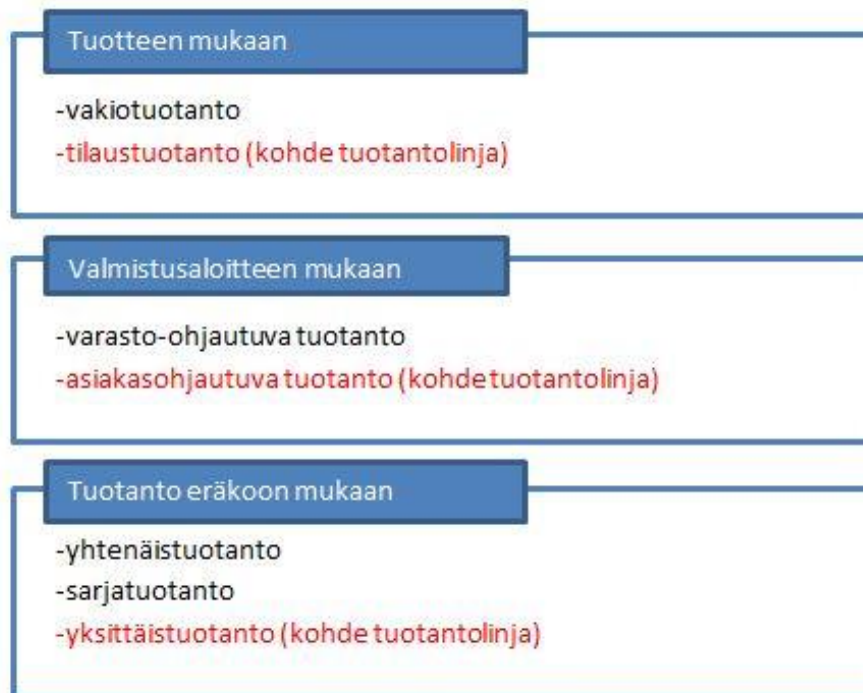 Tuotteen mukaan
-vakiotuotanto
-tilaustuotanto (kohde tuotantolinja)
Valmistusaloitteen mukaan
-varasto-ohjautuva tuotanto
-asiakasohjautuva tuotanto (kohde tuotantolinja)
Tuotanto eräkoon mukaan
-yhtenäistuotanto
-sarjatuotanto
-yksittäistuotanto (kohde tuotantolinja)